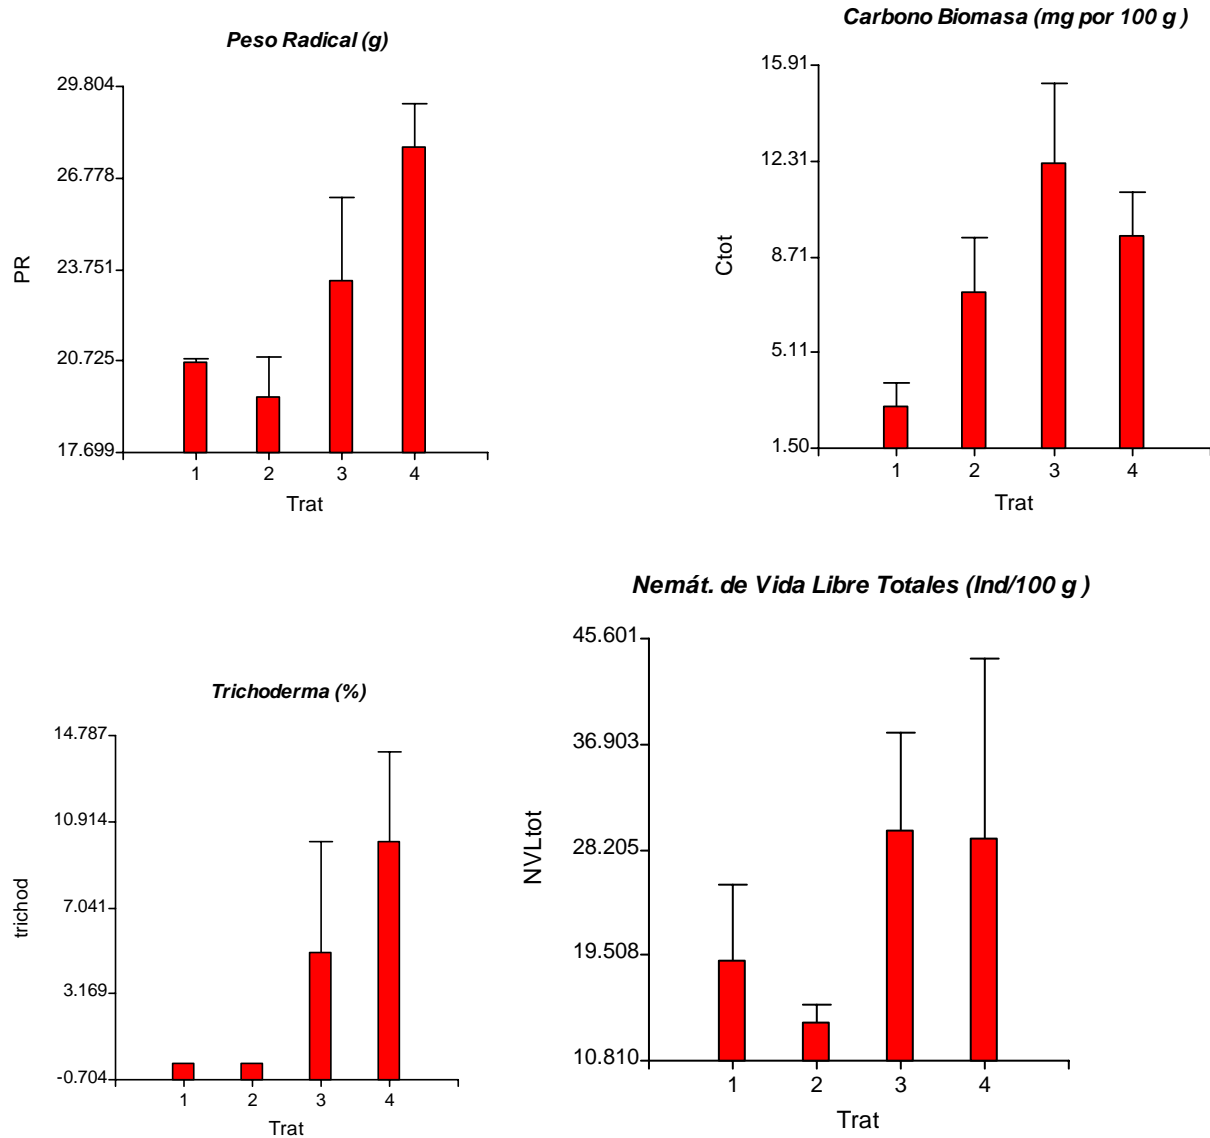 Peso Radical (g)
29.804
26.778
23.751
20.725
17.699
PR
1 2 3 4
Trat
Carbono Biomasa (mg por 100 g )
15.91
12.31
8.71
5.11
1.50
Ctot
1 2 3 4
Trat
Trichoderma (%)
14.787
10.914
7.041
3.169
-0.704
trichod
1 2 3 4
Trat
Nemát. de Vida Libre Totales (Ind/100 g )
45.601
36.903
28.205
19.508
10.810
NVLtot
1 2 3 4
Trat